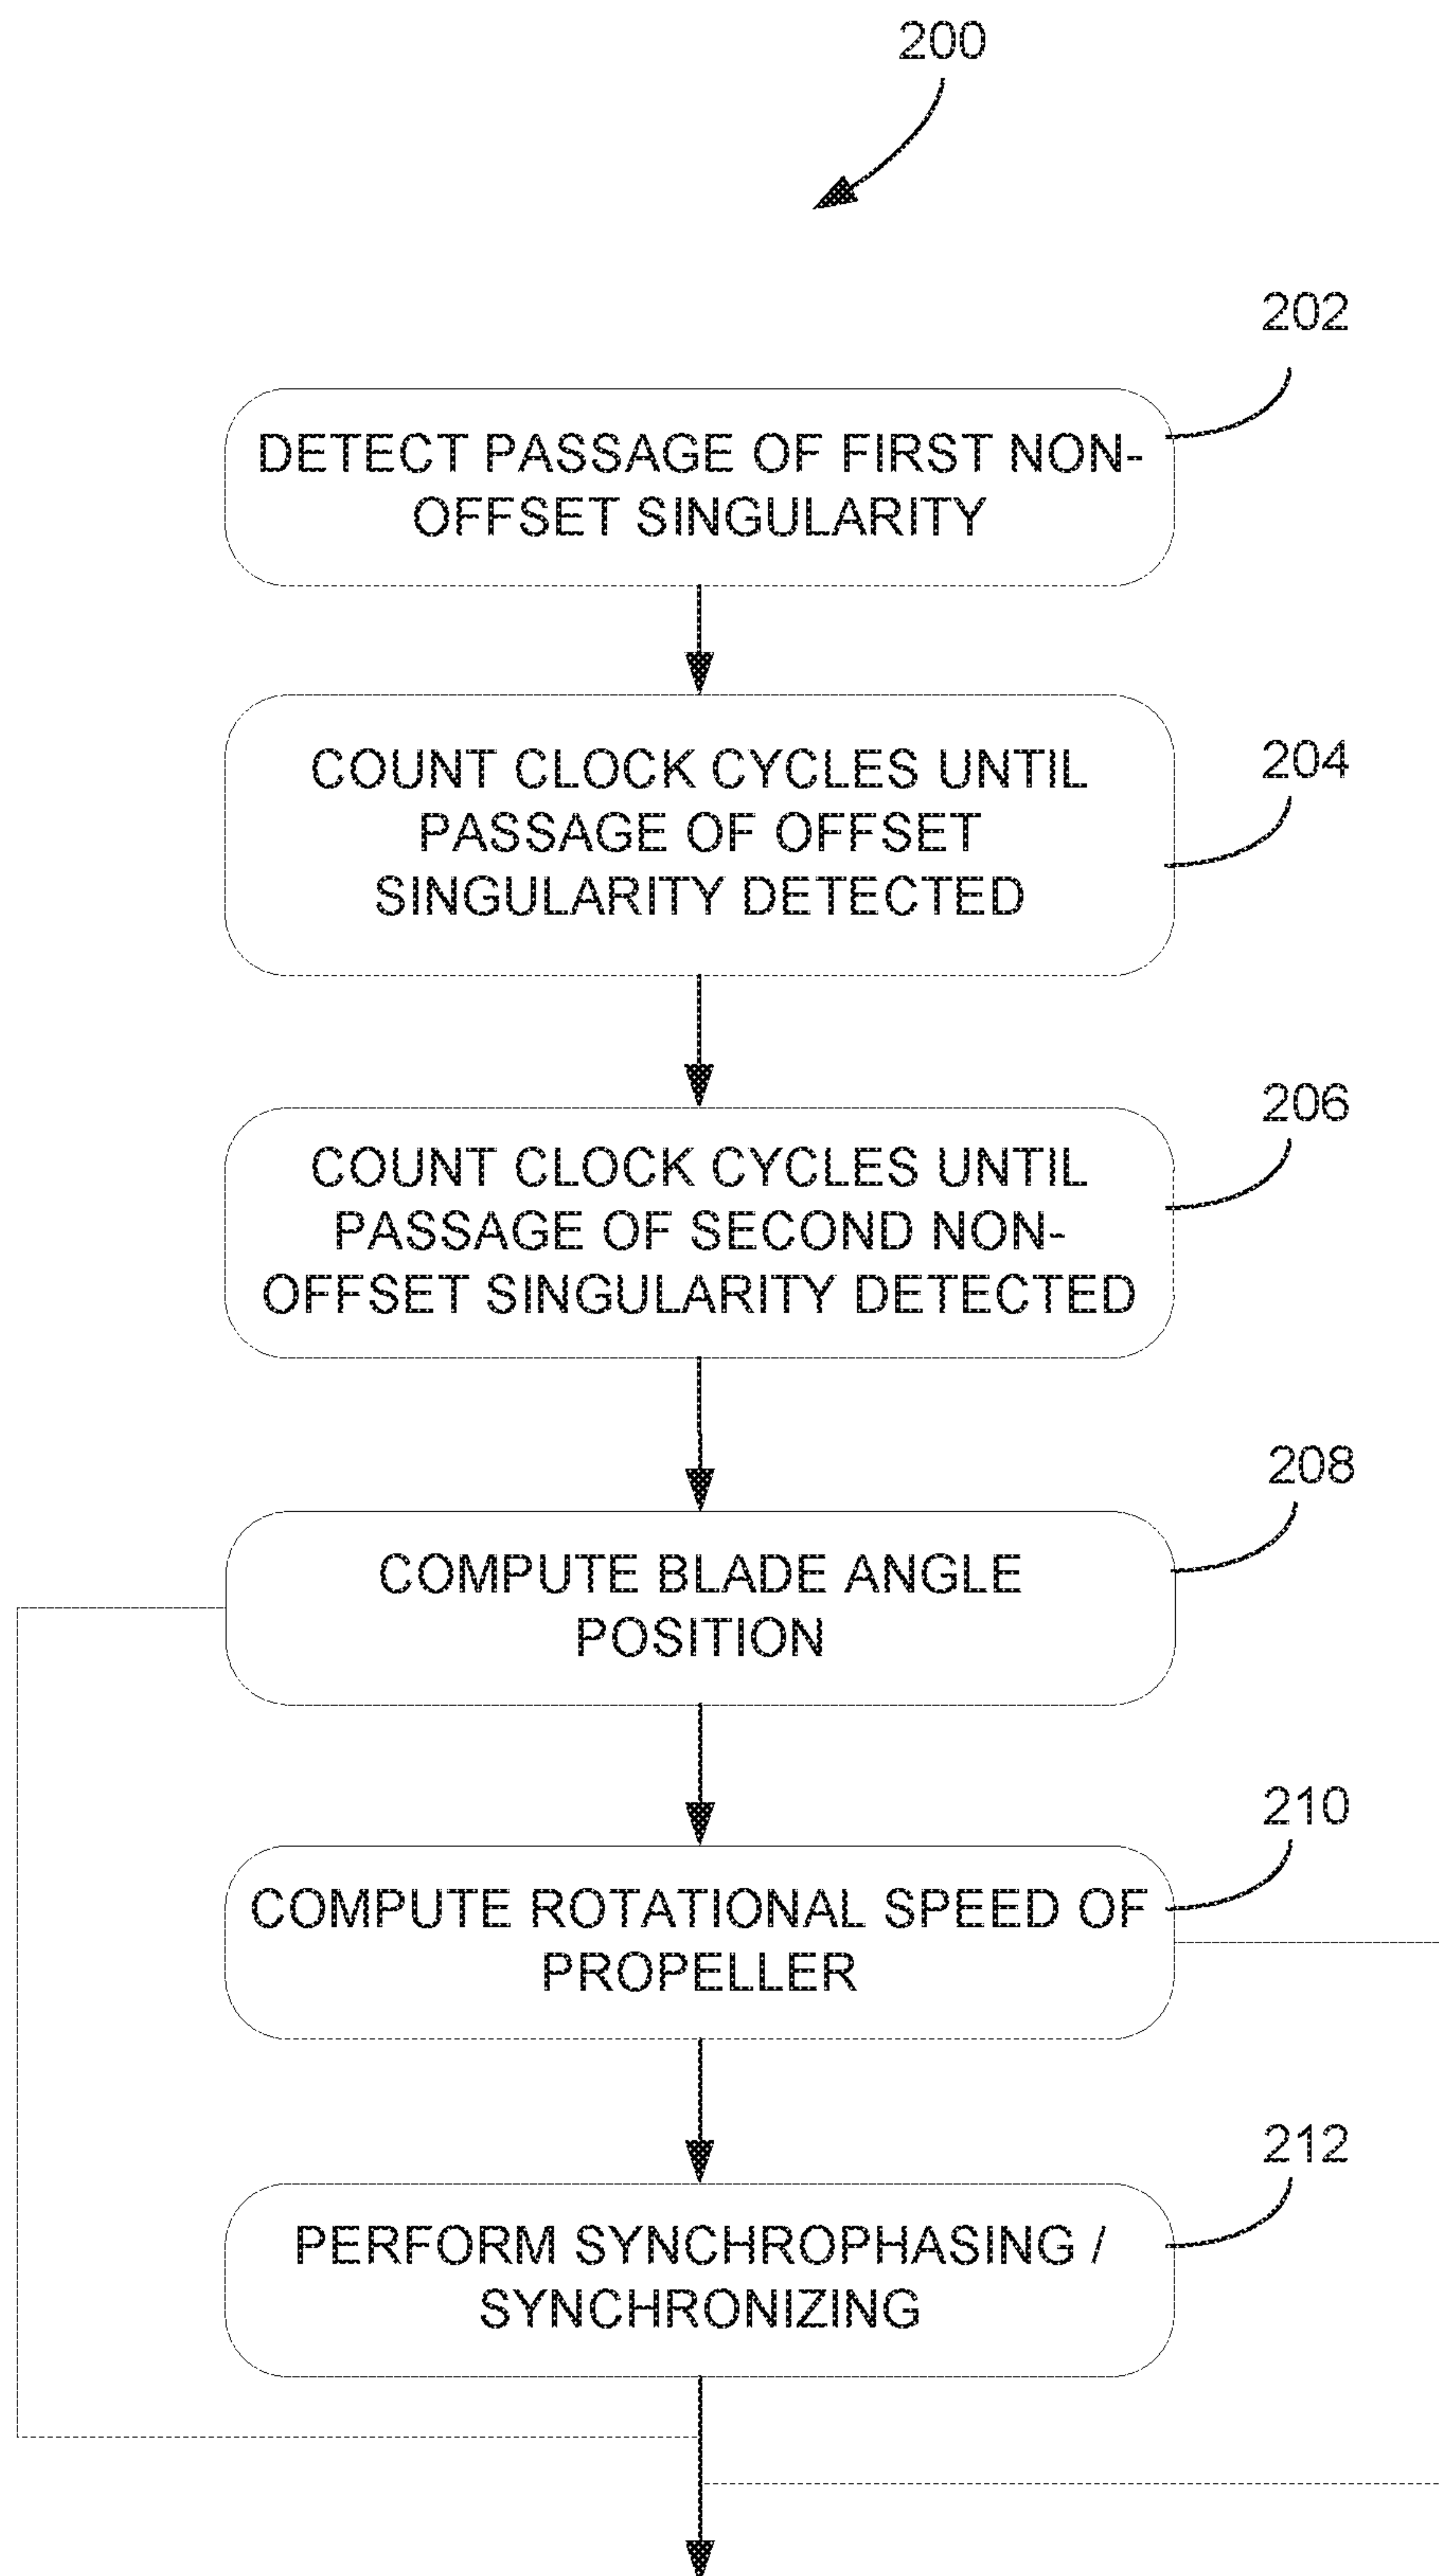 200
202
DETECT PASSAGE OF FIRST NON-
OFFSET SINGULARITY
204
COUNT CLOCK CYCLES UNTIL
PASSAGE OF OFFSET
SINGULARITY DETECTED
206
COUNT CLOCK CYCLES UNTIL
PASSAGE OF SECOND NON-
OFFSET SINGULARITY DETECTED
208
COMPUTE BLADE ANGLE
POSITION
210
COMPUTE ROTATIONAL SPEED OF
PROPELLER
212
PERFORM SYNCHROPHASING /
SYNCHRONIZING